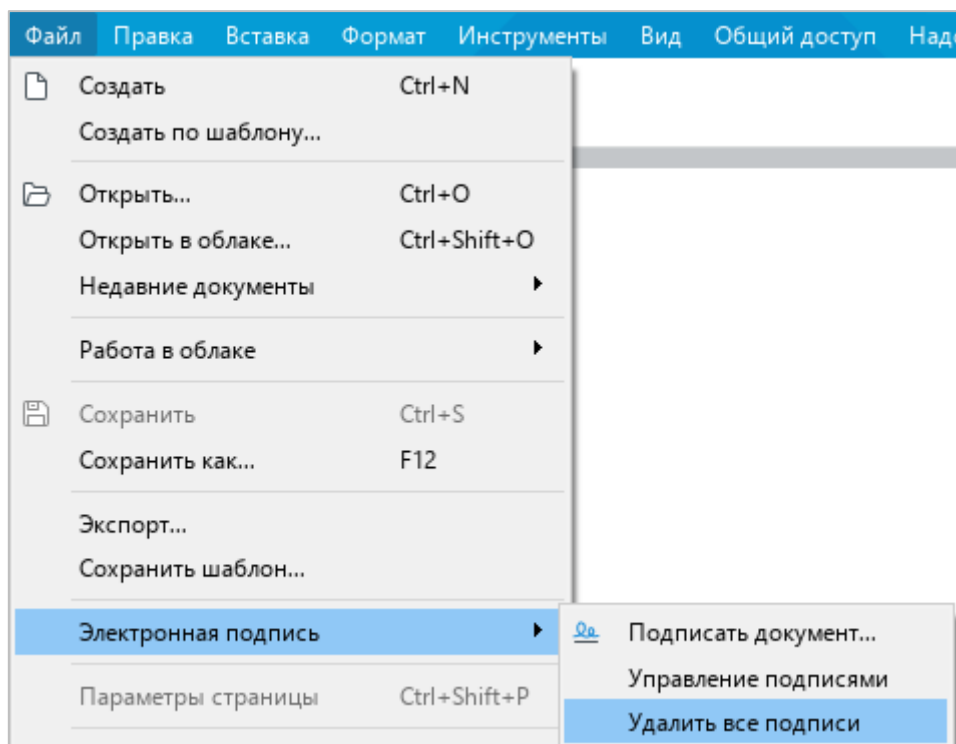 Файл Правка Вставка Формат Инструменты Вид Общий доступ
Создать Ctrl+N
Создать по шаблону...
Открыть... Ctrl+O
Открыть в облаке... Ctrl+Shift+O
Недавние документы
Работа в облаке
Сохранить Ctrl+S
Сохранить как... F12
Экспорт...
Сохранить шаблон...
Электронная подпись Подписать документ...
Управление подписями
Параметры страницы Ctrl+Shift+P
Удалить все подписи